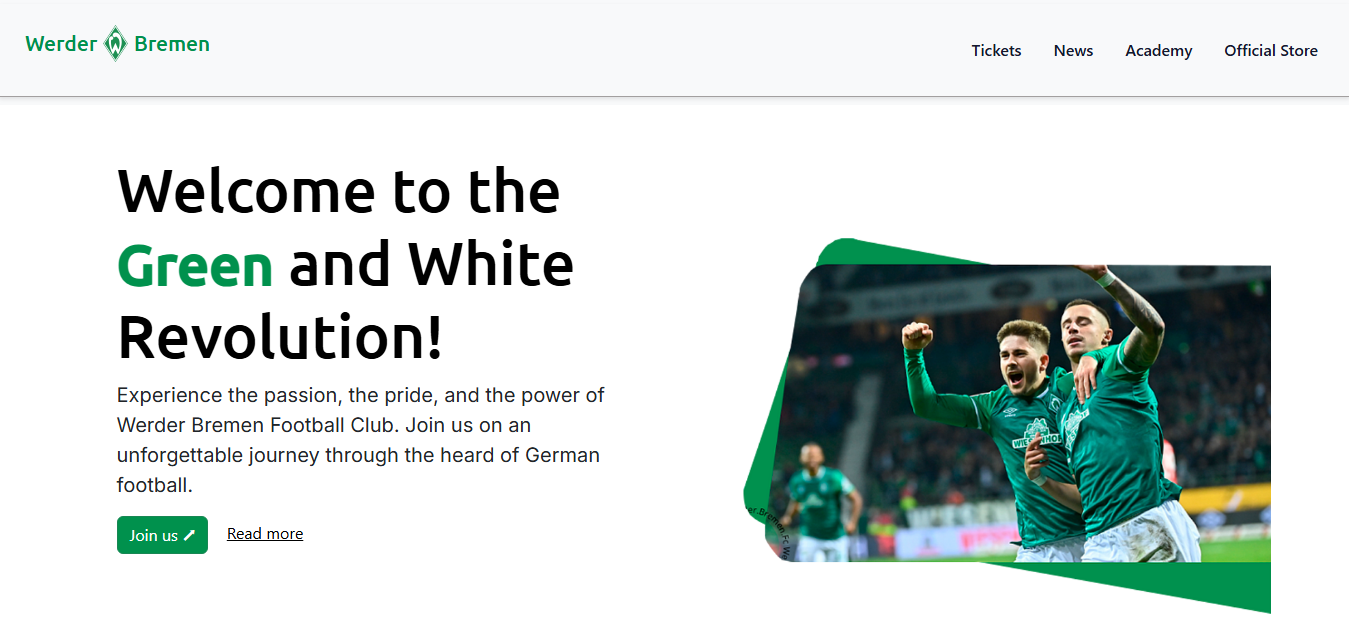 Werder W Bremen
Tickets News Academy Official Store
Welcome to the
Green and White
Revolution!
Experience the passion, the pride, and the power of
Werder Bremen Football Club. Join us on an
unforgettable journey through the heard of German
football.
Join us Read more
er.Bremen.Fc
WIESENHOF